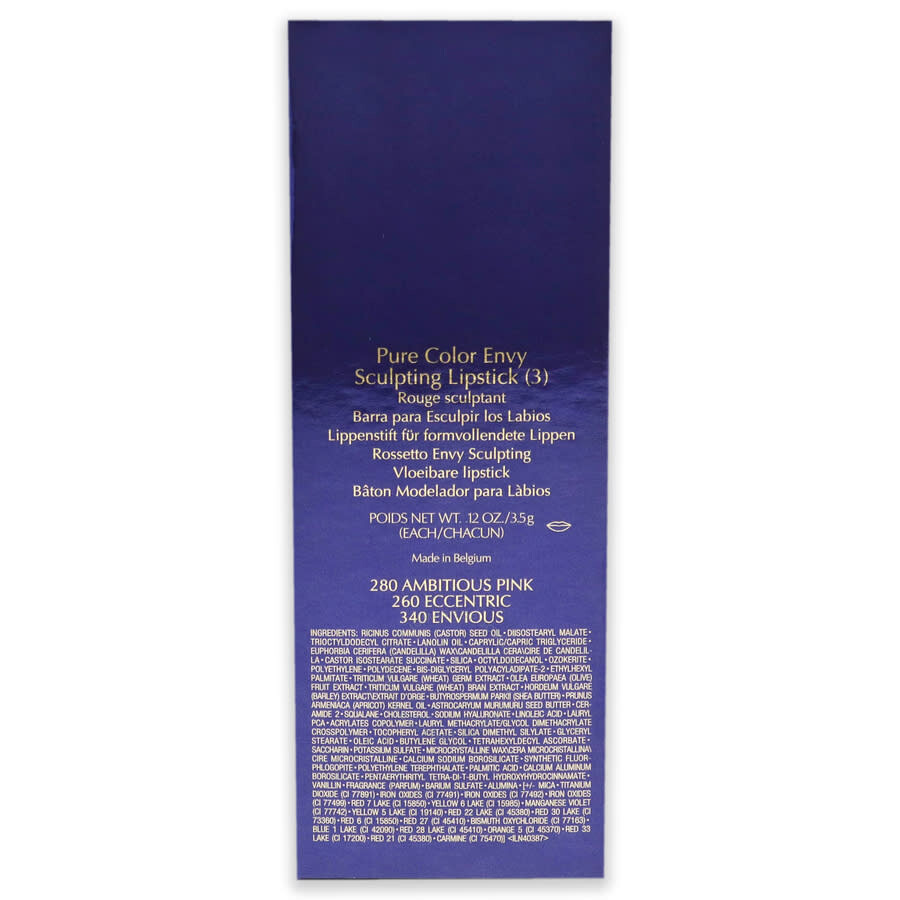 Pure Color Envy
Sculpting Lipstick (3)
Rouge sculptant
Barra para Esculpir los Labios
Lippenstift für formvollendete Lippen
Rossetto Envy Sculpting
Vloeibare lipstick
Bâton Modelador para Làbios
POIDS NET WT. .12 OZ./3.5g
(EACH/CHACUN)
Made in Belgium
280 AMBITIOUS PINK
260 ECCENTRIC
340 ENVIOUS
INGREDIENTS: RICINUS COMMUNIS (CASTOR) SEED OIL • DIISOSTEARYL MALATE •
TRIOCTYLDODECYL CITRATE • LANOLIN OIL • CAPRYLIC/CAPRIC TRIGLYCERIDE •
EUPHORBIA CERIFERA (CANDELILLA) WAX\CANDELILLA CERA\CIRE DE CANDELIL-
LA • CASTOR ISOSTEARATE SUCCINATE • SILICA • OCTYLDODECANOL • OZOKERITE •
POLYETHYLENE • POLYDECENE • BIS-DIGLYCERYL POLYACYLADIPATE-2 • ETHYLHEXYL
PALMITATE • TRITICUM VULGARE (WHEAT) GERM EXTRACT • OLEA EUROPAEA (OLIVE)
FRUIT EXTRACT • TRITICUM VULGARE (WHEAT) BRAN EXTRACT • HORDEUM VULGARE
(BARLEY) EXTRACT\EXTRAIT D'ORGE • BUTYROSPERMUM PARKII (SHEA BUTTER) • PRUNUS
ARMENIACA (APRICOT) KERNEL OIL • ASTROCARYUM MURUMURU SEED BUTTER • CER-
AMIDE 2 • SQUALANE • CHOLESTEROL • SODIUM HYALURONATE • LINOLEIC ACID • LAURYL
PCA • ACRYLATES COPOLYMER • LAURYL METHACRYLATE/GLYCOL DIMETHACRYLATE
CROSSPOLYMER • TOCOPHERYL ACETATE • SILICA DIMETHYL SILYLATE • GLYCERYL
STEARATE • OLEIC ACID • BUTYLENE GLYCOL • TETRAHEXYLDECYL ASCORBATE •
SACCHARIN • POTASSIUM SULFATE • MICROCRYSTALLINE WAX\CERA MICROCRISTALLINA\
CIRE MICROCRISTALLINE • CALCIUM SODIUM BOROSILICATE • SYNTHETIC FLUOR-
PHLOGOPITE • POLYETHYLENE TEREPHTHALATE • PALMITIC ACID • CALCIUM ALUMINUM
BOROSILICATE • PENTAERYTHRITYL TETRA-DI-T-BUTYL HYDROXYHYDROCINNAMATE •
VANILLIN • FRAGRANCE (PARFUM) • BARIUM SULFATE • ALUMINA • [+/- MICA • TITANIUM
DIOXIDE (CI 77891) • IRON OXIDES (CI 77491) • IRON OXIDES (CI 77492) • IRON OXIDES
(CI 77499) • RED 7 LAKE (CI 15850) • YELLOW 6 LAKE (CI 15985) • MANGANESE VIOLET
(CI 77742) • YELLOW 5 LAKE (CI 19140) • RED 22 LAKE (CI 45380) • RED 30 LAKE (CI
73360) • RED 6 (CI 15850) • RED 27 (CI 45410) • BISMUTH OXYCHLORIDE (CI 77163) •
BLUE 1 LAKE (CI 42090) • RED 28 LAKE (CI 45410) • ORANGE 5 (CI 45370) • RED 33
LAKE (CI 17200) • RED 21 (CI 45380) • CARMINE (CI 75470)] <ILN40387>